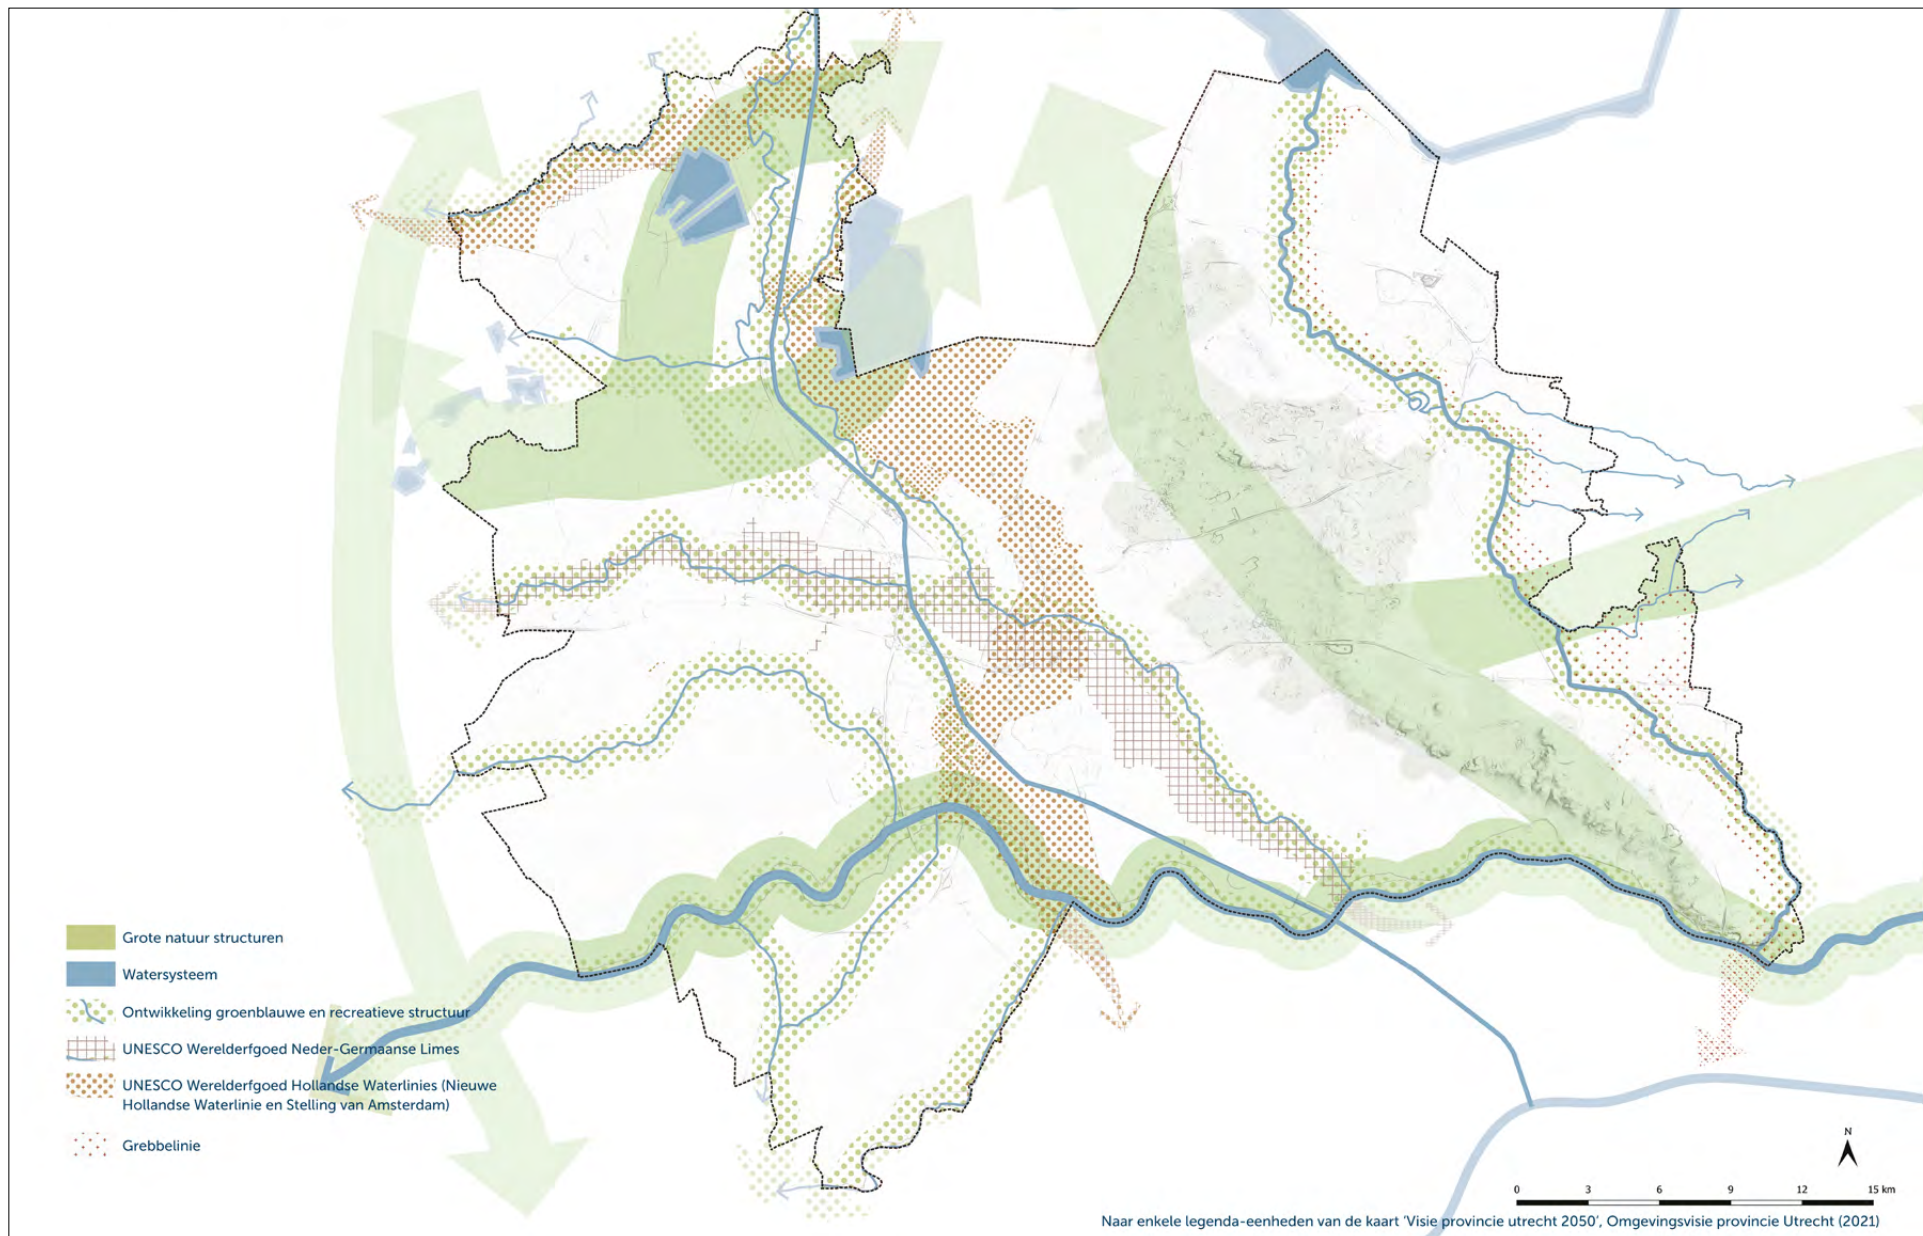 Grote natuur structuren
Watersysteem
Ontwikkeling groenblauwe en recreatieve structuur
UNESCO Werelderfgoed Neder-Germaanse Limes
UNESCO Werelderfgoed Hollandse Waterlinies (Nieuwe
Hollandse Waterlinie en Stelling van Amsterdam)
Grebbelinie
N
0 3 6 9 12 15 km
Naar enkele legenda-eenheden van de kaart 'Visie provincie utrecht 2050', Omgevingsvisie provincie Utrecht (2021)